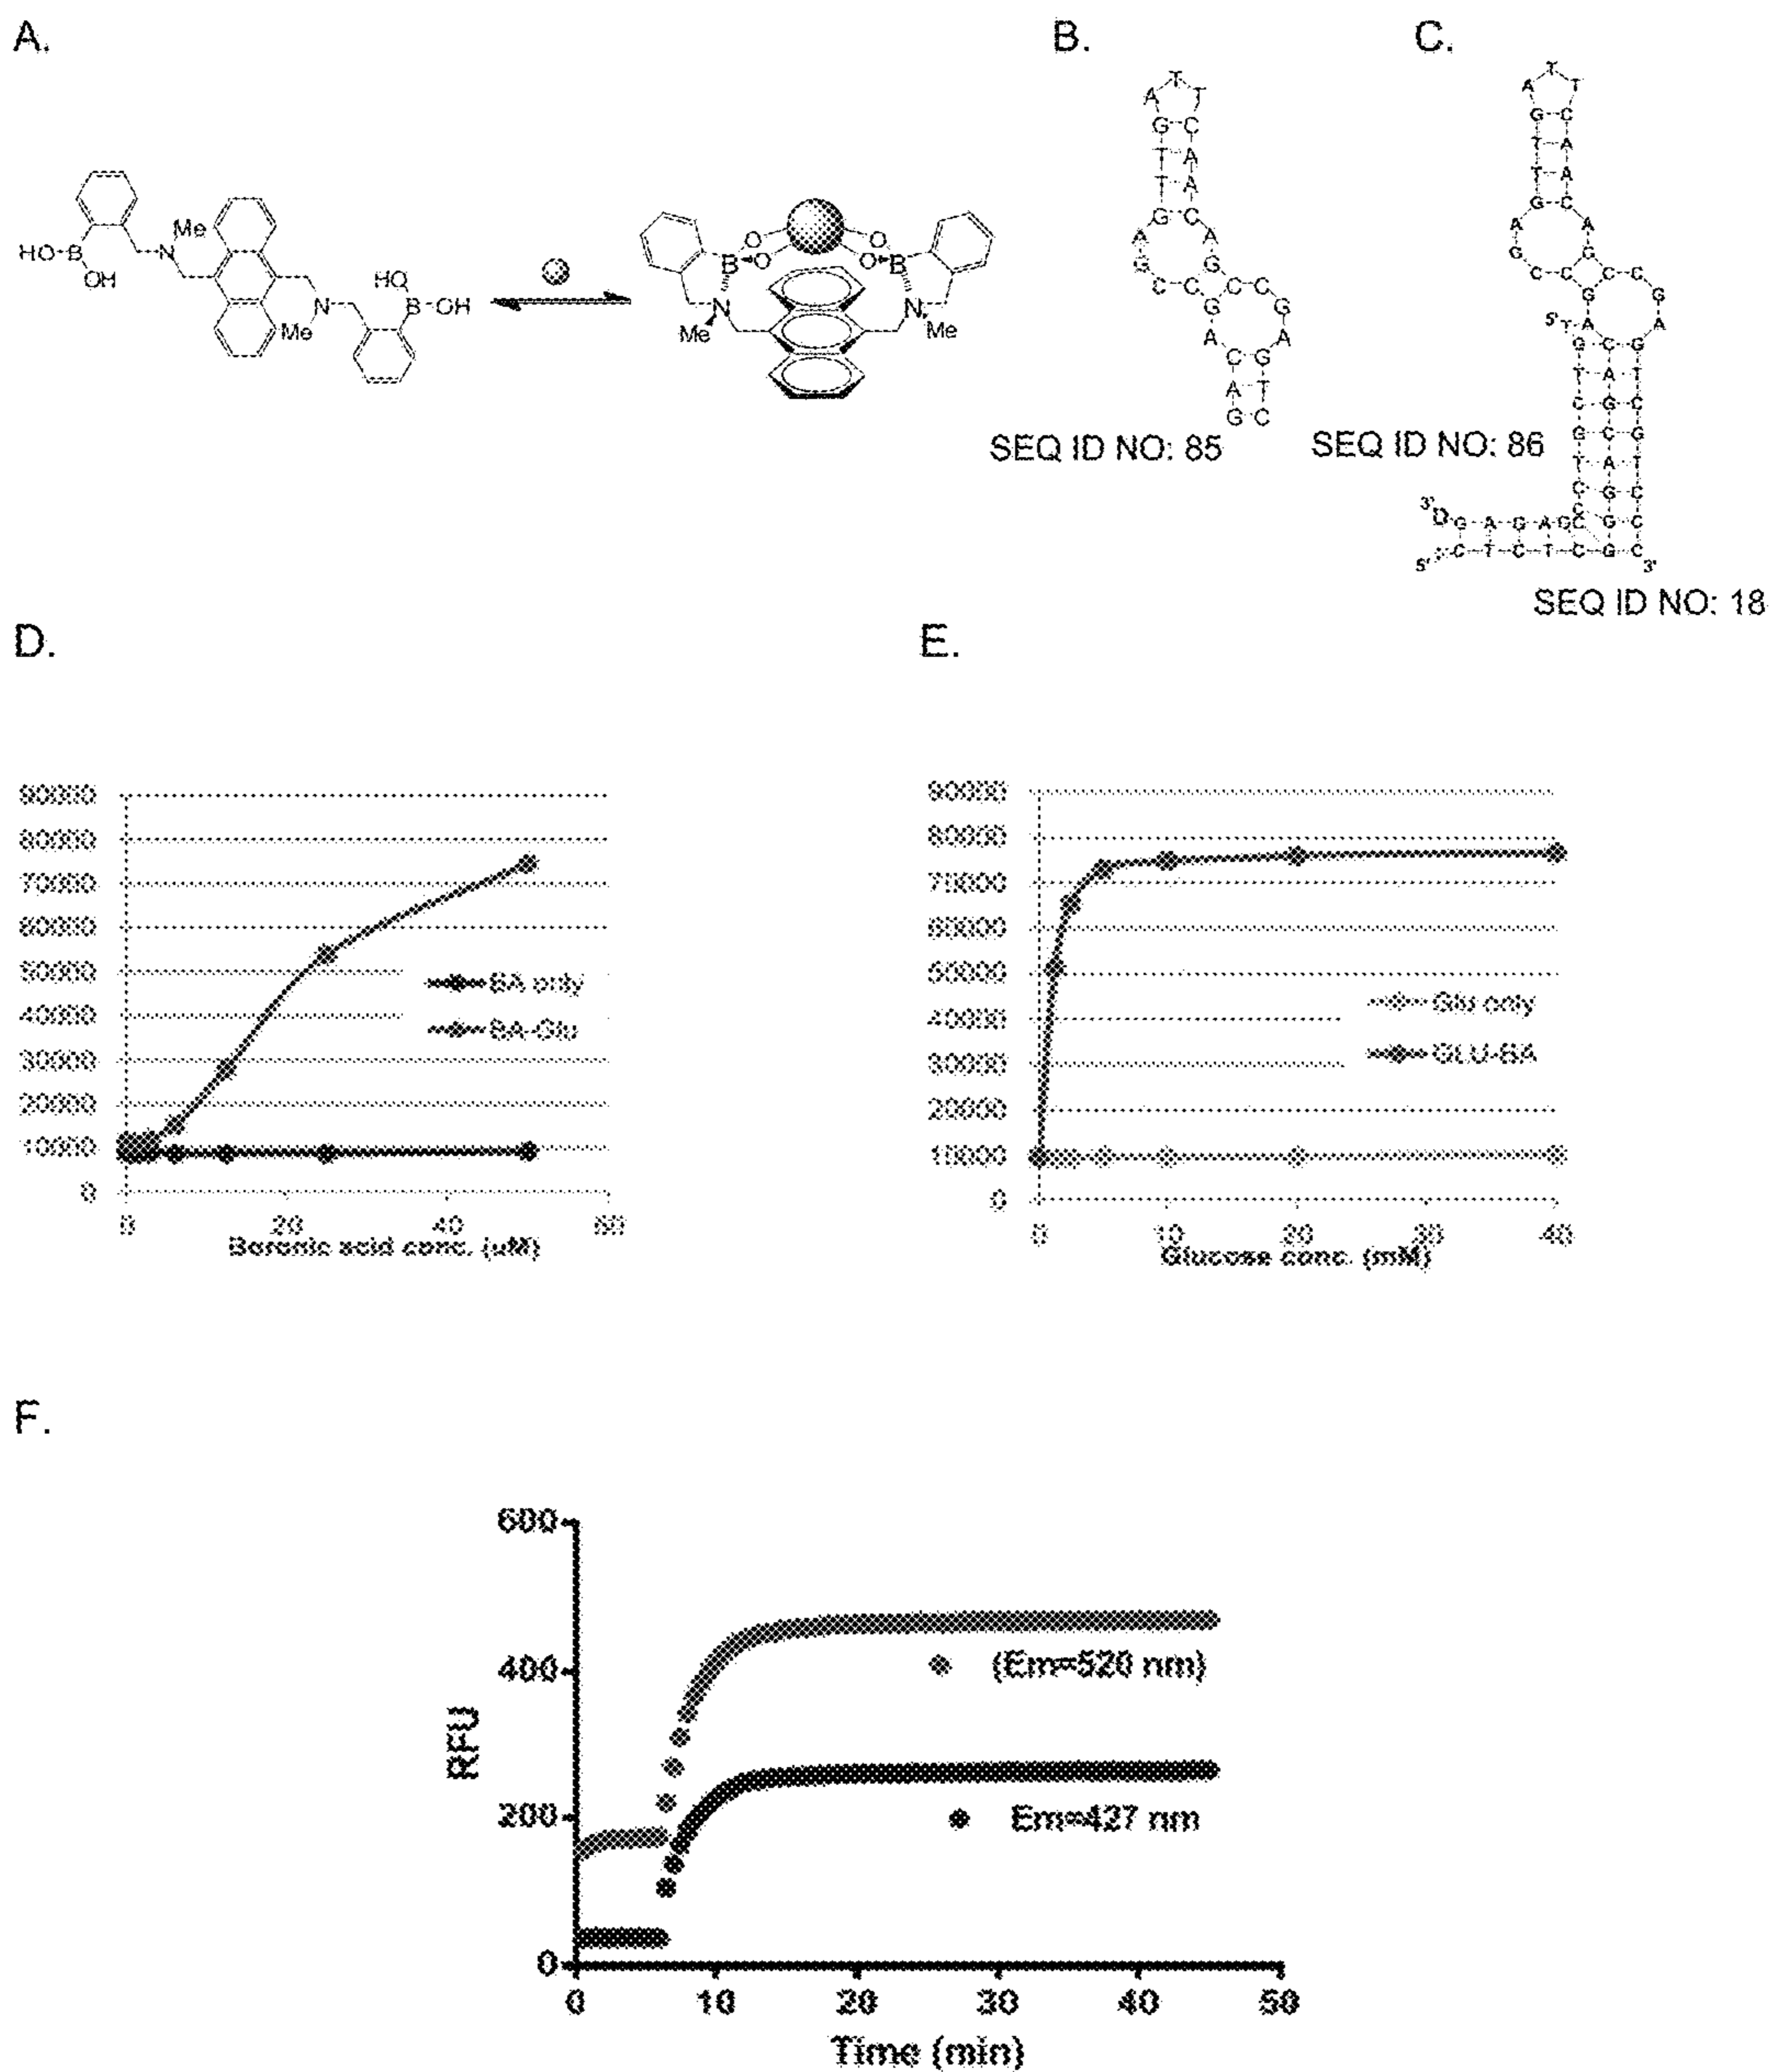 A.
B.
C.
Me
HO-B
OH
N
HO
B-OH
N
Me
O
O
B
O
O
B
N
N
Me
Me
SEQ ID NO: 85
SEQ ID NO: 86
5'
3'
5'
3'
SEQ ID NO: 18
D.
E.
90000
80000
70000
60000
50000
40000
30000
20000
10000
0
BA only
BA-Glu
0
20
40
60
Boronic acid conc. (uM)
90000
80000
70000
60000
50000
40000
30000
20000
10000
0
Glu only
GLU-BA
0
10
20
30
40
Glucose conc. (mM)
F.
600
400
200
0
RFU
(Em=520 nm)
Em=427 nm
0
10
20
30
40
50
Time (min)